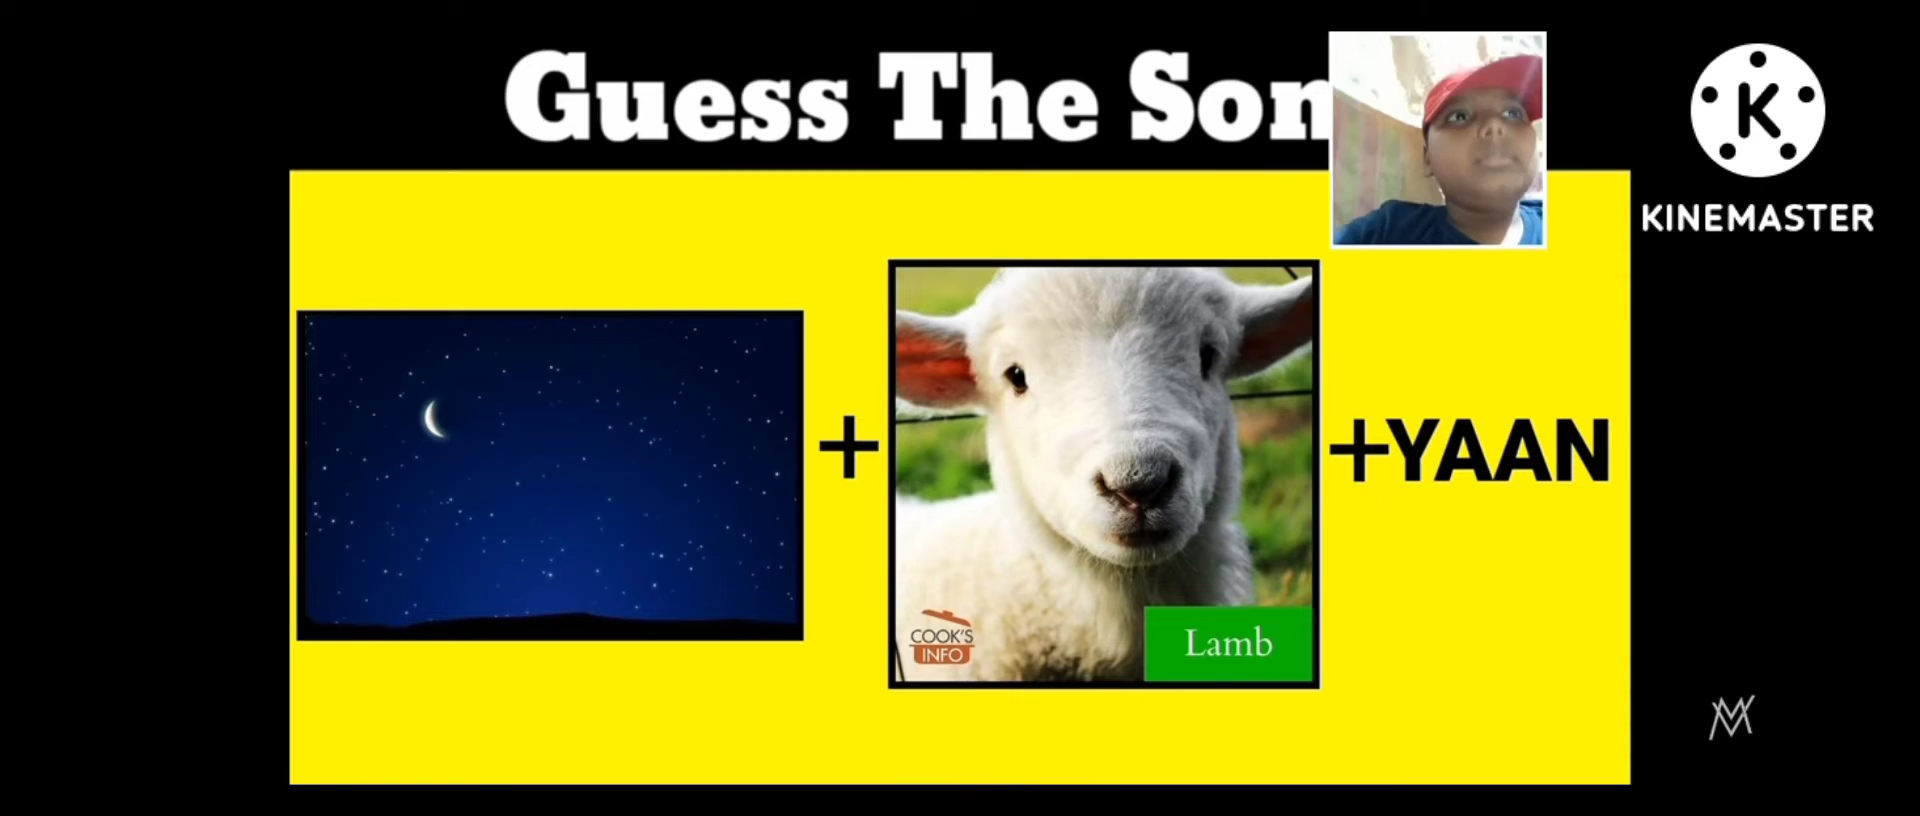 Guess The Son
K
KINEMASTER
+
+YAAN
COOK'S
INFO
Lamb